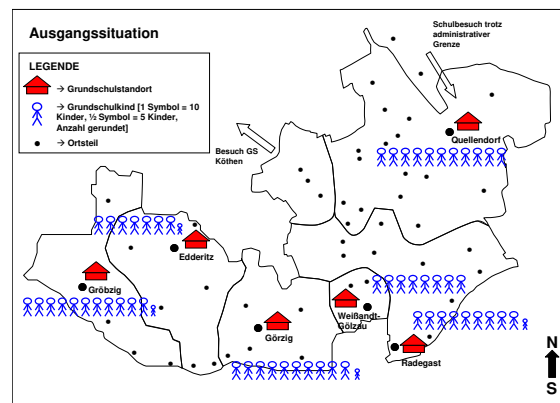 Ausgangssituation
LEGENDE
→ Grundschulstandort
→ Grundschulkind [1 Symbol = 10
Kinder, ½ Symbol = 5 Kinder,
Anzahl gerundet]
→ Ortsteil
Schulbesuch trotz
administrativer
Grenze
Besuch GS
Köthen
Quellendorf
Edderitz
Gröbzig
Görzig
Weißandt-
Gölzau
Radegast
N
S